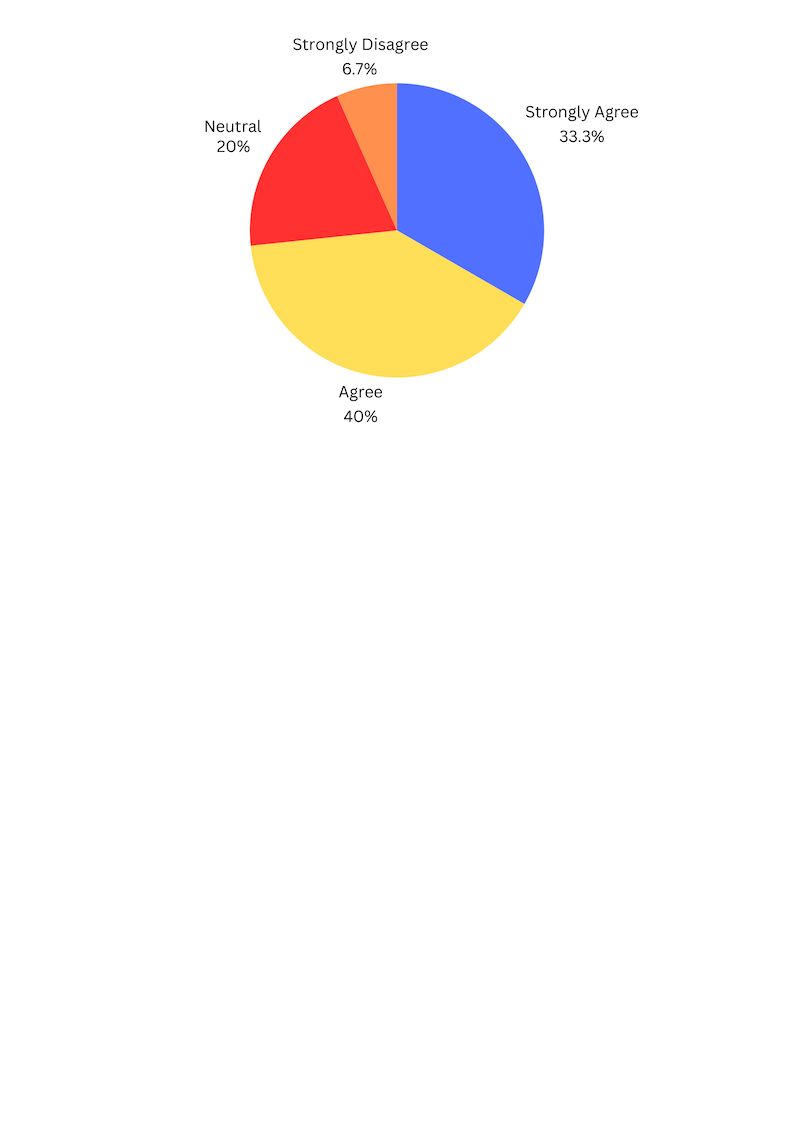 Strongly Disagree
6.7%
Strongly Agree
33.3%
Neutral
20%
Agree
40%